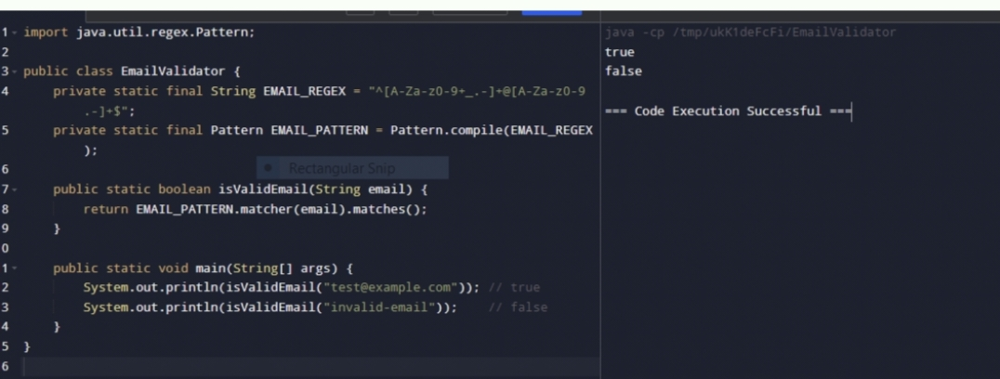 1 import java.util.regex.Pattern;
2
3 public class EmailValidator {
4     private static final String EMAIL_REGEX = "^[A-Za-z0-9+_.-]+@[A-Za-z0-9
        .-]+$";
5     private static final Pattern EMAIL_PATTERN = Pattern.compile(EMAIL_REGEX
        );
Rectangular Snip
6
7     public static boolean isValidEmail(String email) {
8         return EMAIL_PATTERN.matcher(email).matches();
9     }
0
1     public static void main(String[] args) {
2         System.out.println(isValidEmail("test@example.com")); // true
3         System.out.println(isValidEmail("invalid-email"));    // false
4     }
5 }
6
java -cp /tmp/ukK1deFcFi/EmailValidator
true
false
=== Code Execution Successful ===